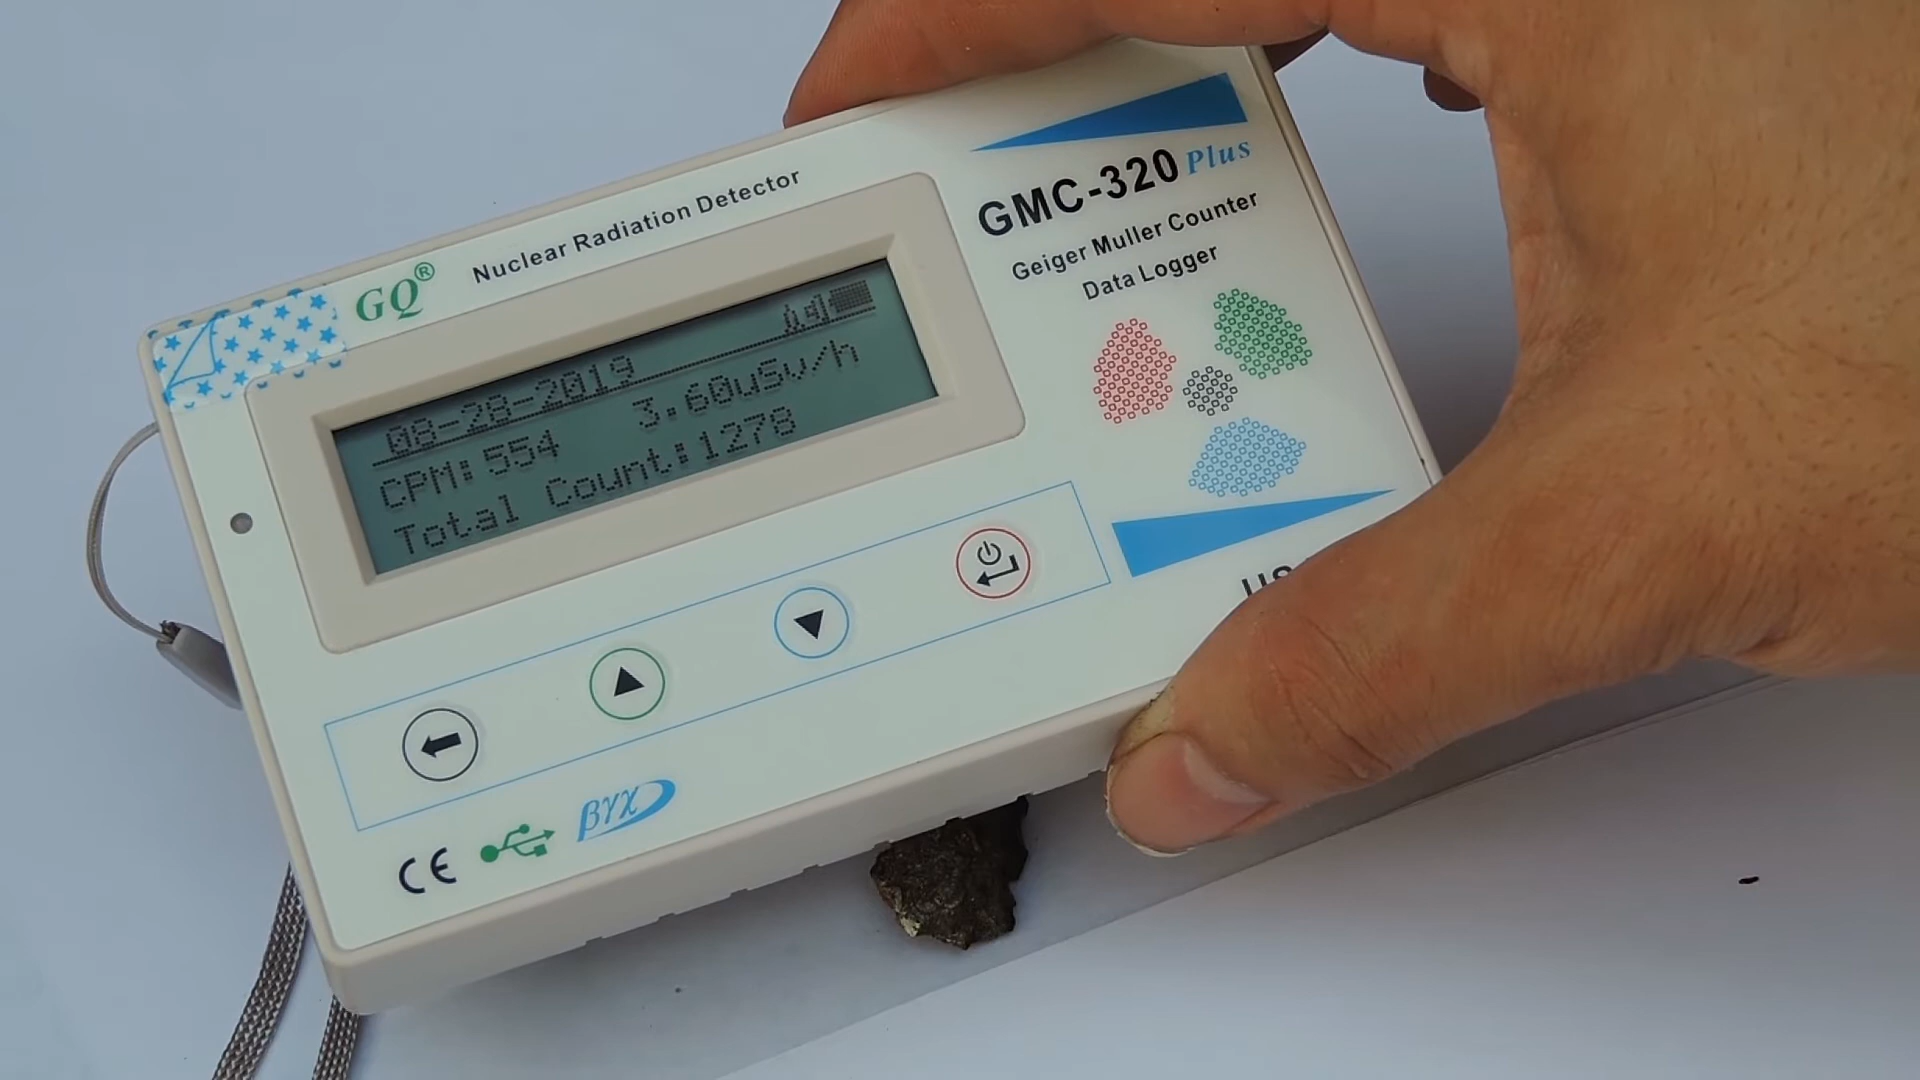 GQ®
Nuclear Radiation Detector
08-28-2019
CPM:554 3.60uSv/h
Total Count:1278
GMC-320 Plus
Geiger Muller Counter
Data Logger
CE
βγχ